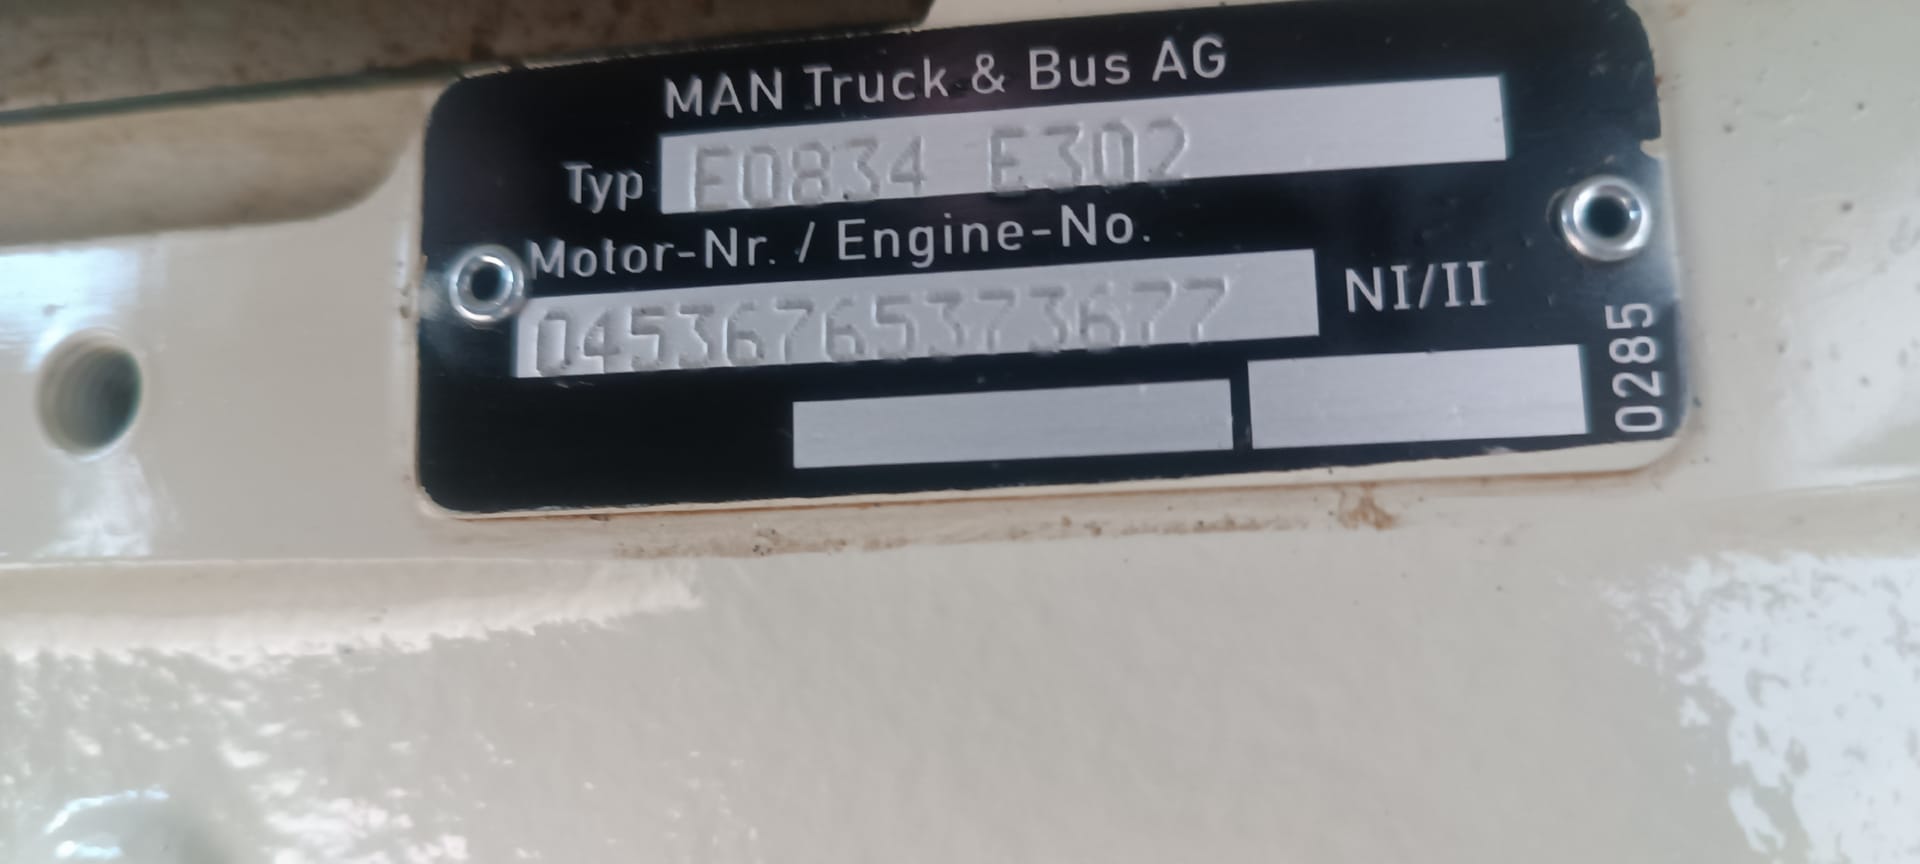 MAN Truck & Bus AG
Typ E0834 E302
Motor-Nr. / Engine-No.
04536765373677 NI/II
0285